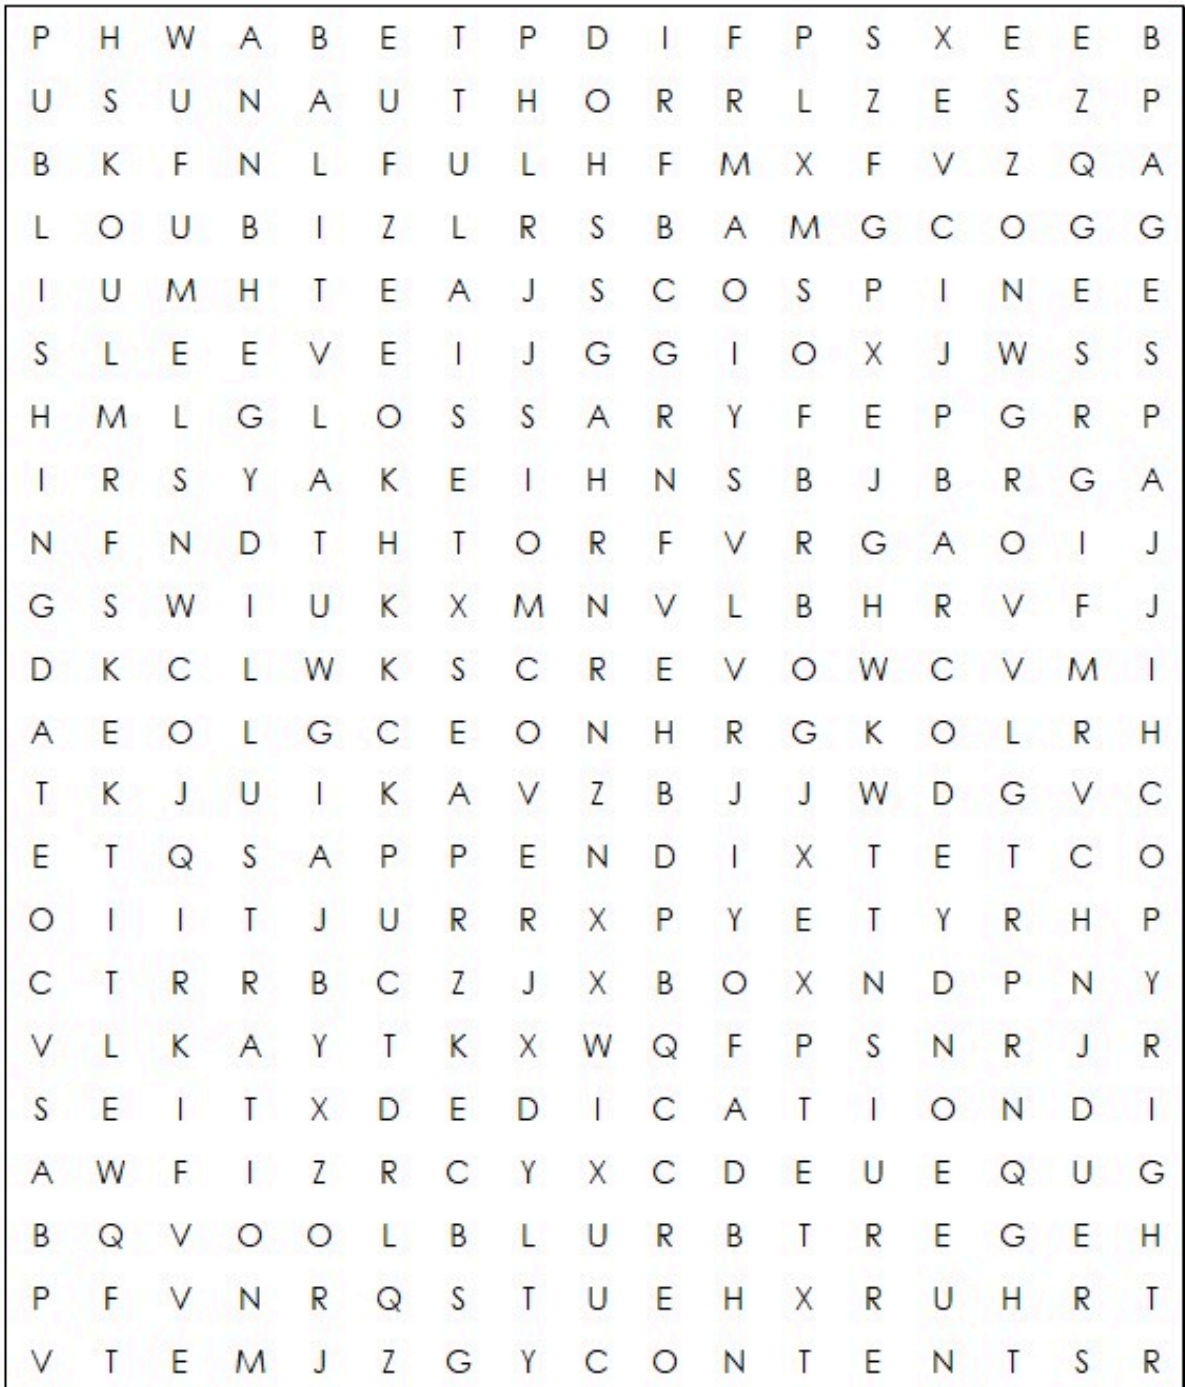 P H W A B E T P D I F P S X E E B
U S U N A U T H O R R L Z E S Z P
B K F N L F U L H F M X F V Z Q A
L O U B I Z L R S B A M G C O G G
I U M H T E A J S C O S P I N E E
S L E E V E I J G G I O X J W S S
H M L G L O S S A R Y F E P G R P
I R S Y A K E I H N S B J B R G A
N F N D T H T O R F V R G A O I J
G S W I U K X M N V L B H R V F J
D K C L W K S C R E V O W C V M I
A E O L G C E O N H R G K O L R H
T K J U I K A V Z B J J W D G V C
E T Q S A P P E N D I X T E T C O
O I I T J U R R X P Y E T Y R H P
C T R R B C Z J X B O X N D P N Y
V L K A Y T K X W Q F P S N R J R
S E I T X D E D I C A T I O N D I
A W F I Z R C Y X C D E U E Q U G
B Q V O O L B L U R B T R E G E H
P F V N R Q S T U E H X R U H R T
V T E M J Z G Y C O N T E N T S R